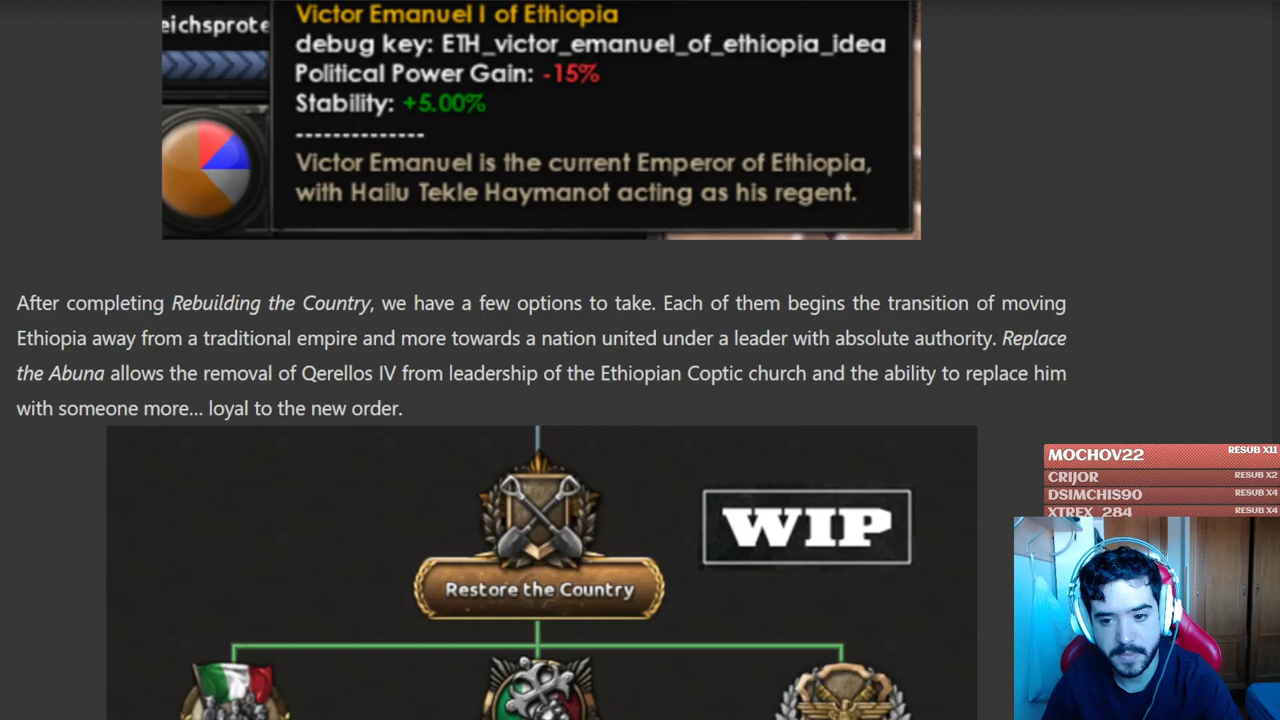 eichsprote
Victor Emanuel I of Ethiopia
debug key: ETH_victor_emanuel_of_ethiopia_idea
Political Power Gain: -15%
Stability: +5.00%
--------------
Victor Emanuel is the current Emperor of Ethiopia,
with Hailu Tekle Haymanot acting as his regent.
After completing Rebuilding the Country, we have a few options to take. Each of them begins the transition of moving
Ethiopia away from a traditional empire and more towards a nation united under a leader with absolute authority. Replace
the Abuna allows the removal of Qerellos IV from leadership of the Ethiopian Coptic church and the ability to replace him
with someone more... loyal to the new order.
WIP
Restore the Country
MOCHOV22 RESUB X11
CRIJOR RESUB X2
DSIMCHIS90 RESUB X4
XTREX_284 RESUB X4